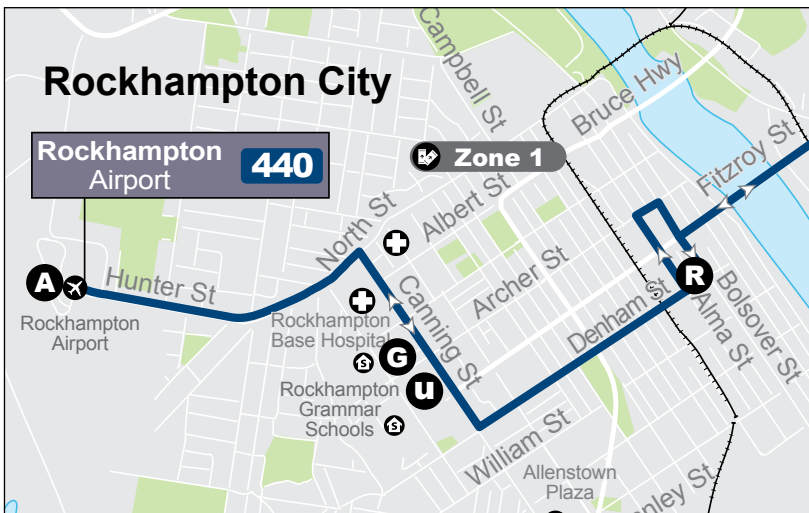 Rockhampton City
Campbell St
Bruce Hwy
Rockhampton
Airport
440
Zone 1
Fitzroy St
North St
Albert St
A
Hunter St
Archer St
R
Rockhampton
Airport
Canning St
Denham St
Alma St
Bolsover St
Rockhampton
Base Hospital
S
G
Rockhampton
Grammar
Schools
u
S
William St
Allenstown
Plaza
nley St